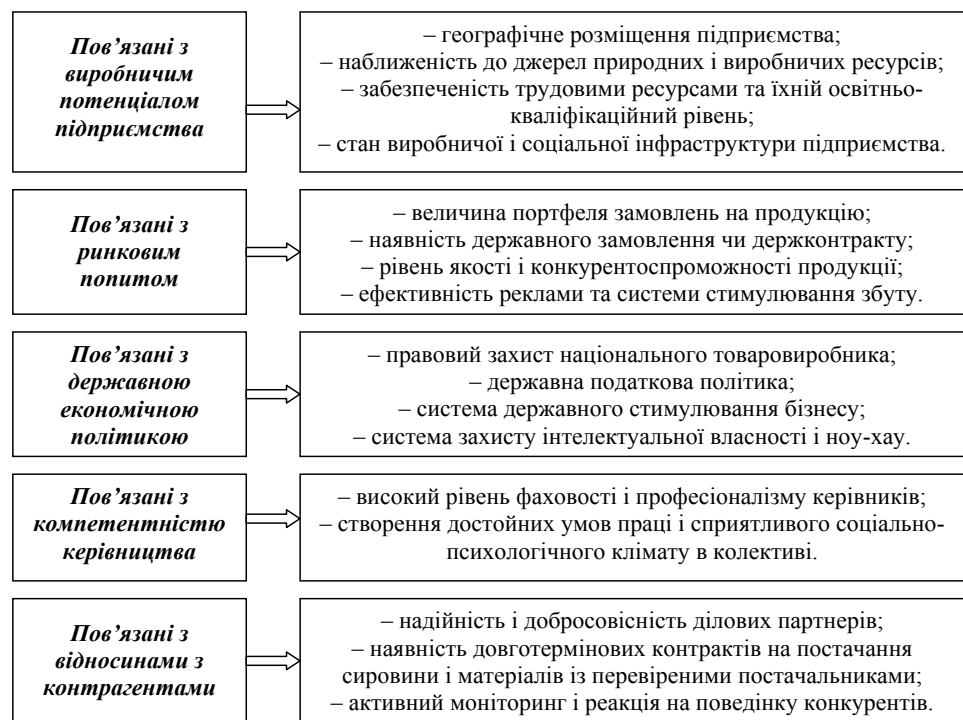 Пов’язані з
виробничим
потенціалом
підприємства
– географічне розміщення підприємства;
– наближеність до джерел природних і виробничих ресурсів;
– забезпеченість трудовими ресурсами та їхній освітньо-
кваліфікаційний рівень;
– стан виробничої і соціальної інфраструктури підприємства.
Пов’язані з
ринковим
попитом
– величина портфеля замовлень на продукцію;
– наявність державного замовлення чи держконтракту;
– рівень якості і конкурентоспроможності продукції;
– ефективність реклами та системи стимулювання збуту.
Пов’язані з
державною
економічною
політикою
– правовий захист національного товаровиробника;
– державна податкова політика;
– система державного стимулювання бізнесу;
– система захисту інтелектуальної власності і ноу-хау.
Пов’язані з
компетентністю
керівництва
– високий рівень фаховості і професіоналізму керівників;
– створення достойних умов праці і сприятливого соціально-
психологічного клімату в колективі.
Пов’язані з
відносинами з
контрагентами
– надійність і добросовісність ділових партнерів;
– наявність довготермінових контрактів на постачання
сировини і матеріалів із перевіреними постачальниками;
– активний моніторинг і реакція на поведінку конкурентів.